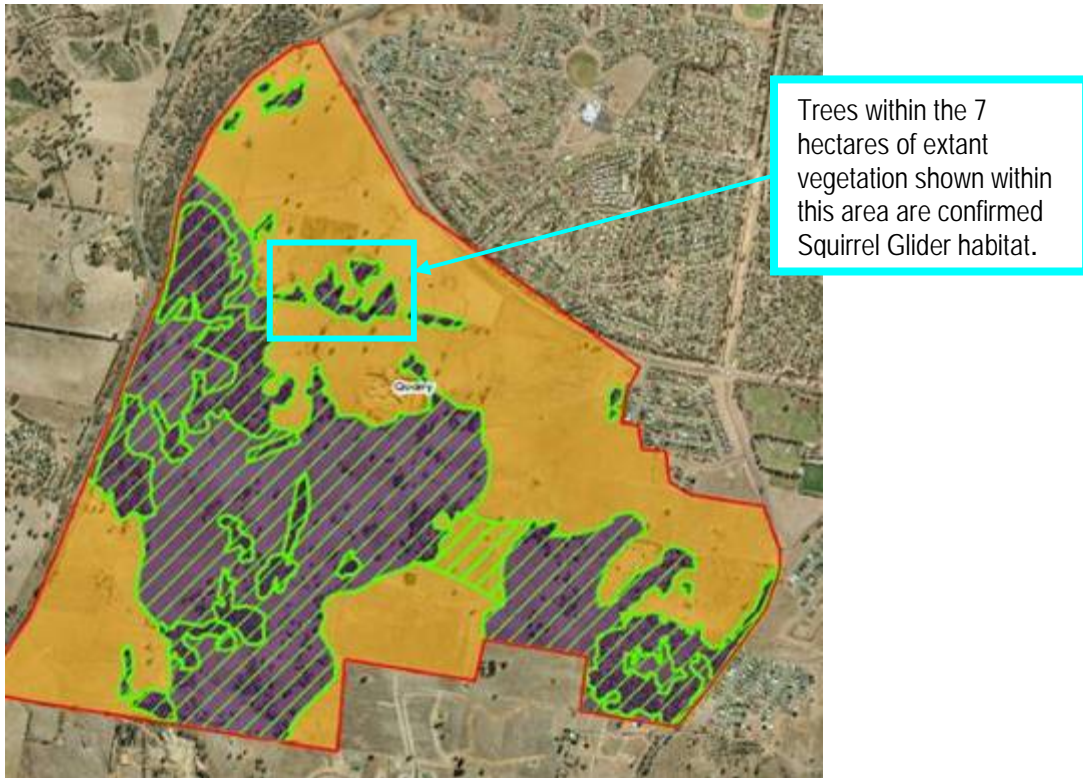 Trees within the 7
hectares of extant
vegetation shown within
this area are confirmed
Squirrel Glider habitat.
Quarry